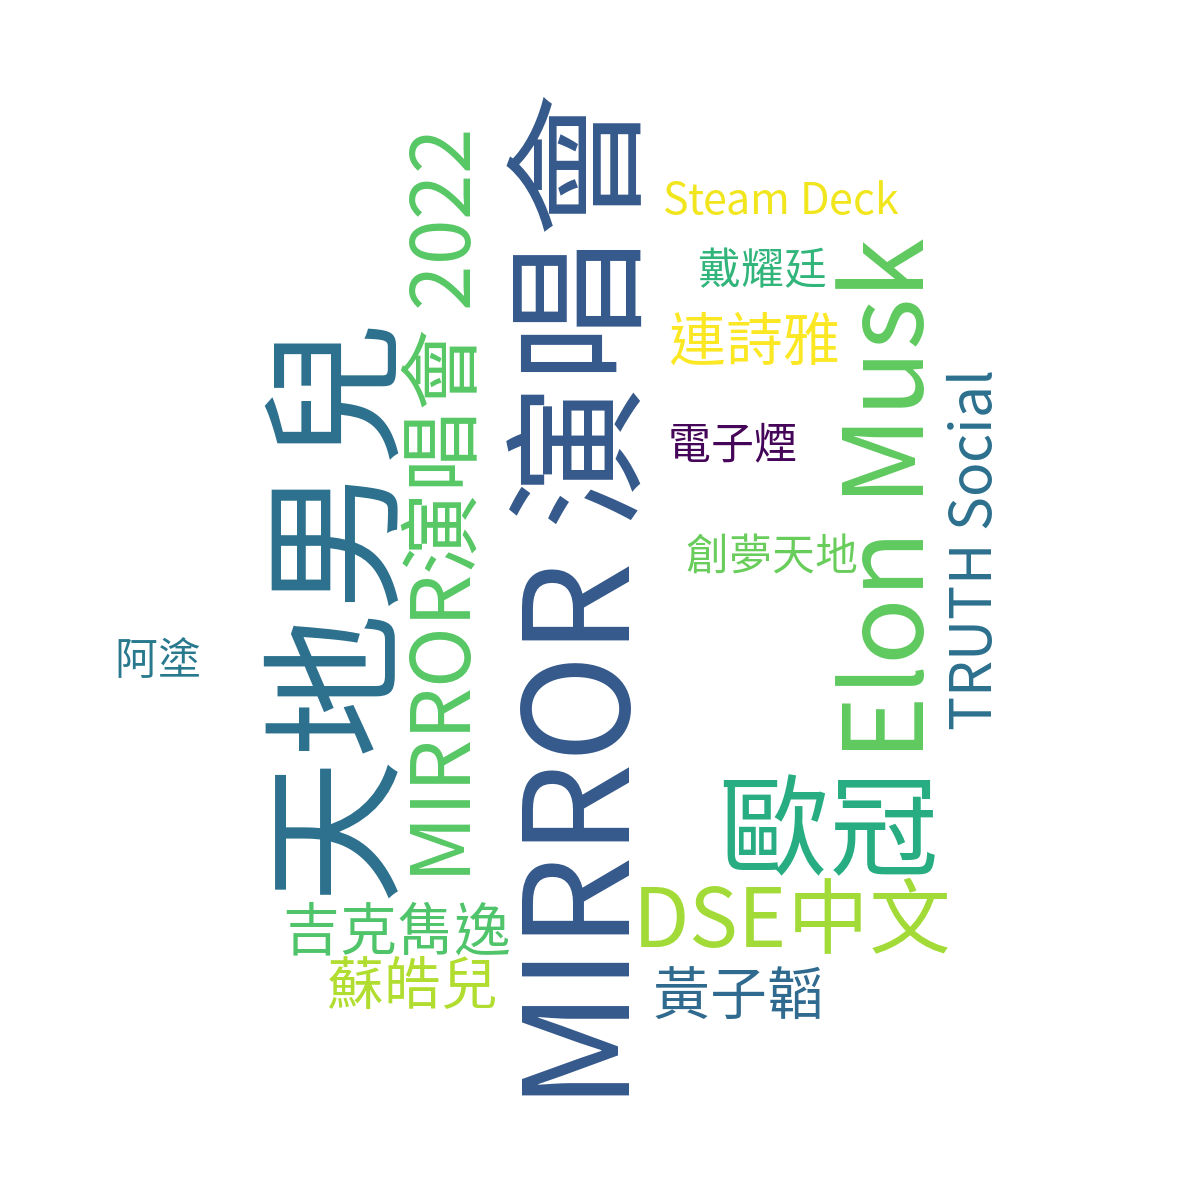 MIRROR 演唱會
天地男兒
Elon Musk
歐冠
MIRROR演唱會 2022
DSE中文
TRUTH Social
Steam Deck
戴耀廷
連詩雅
電子煙
創夢天地
阿塗
吉克雋逸
蘇皓兒
黃子韜